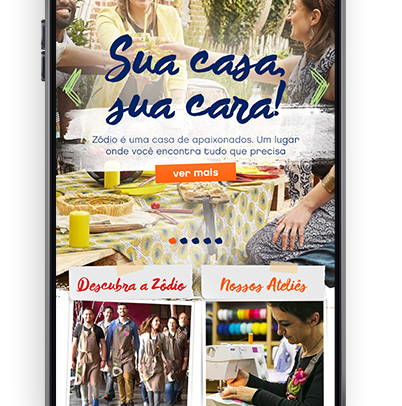 Sua casa,
sua cara!
Zôdio é uma casa de apaixonados. Um lugar
onde você encontra tudo que precisa
ver mais
Descubra a Zôdio
Nossos Ateliês